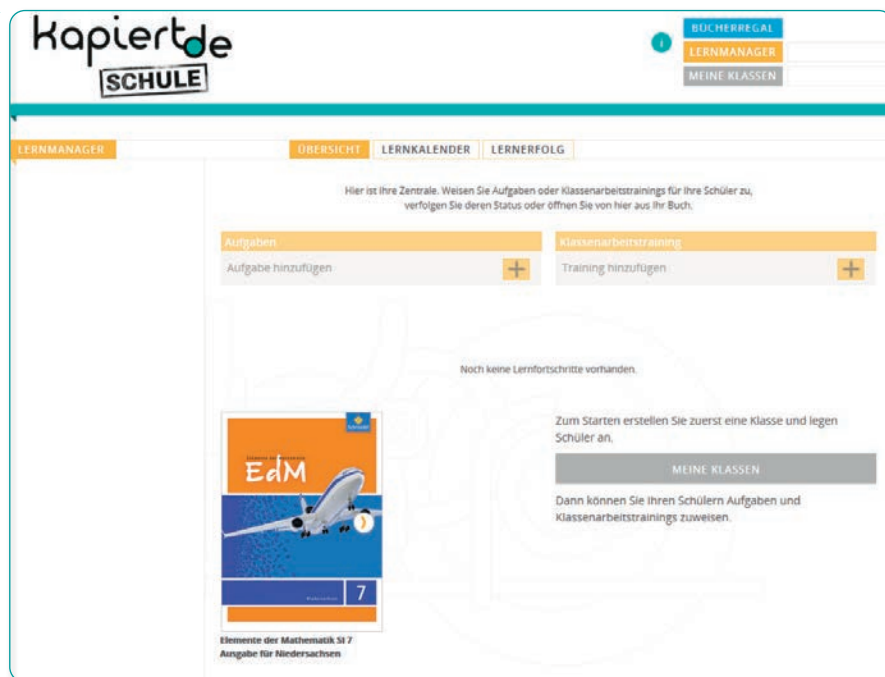 kapiert.de
SCHULE
i
BÜCHERREGAL
LERNMANAGER
MEINE KLASSEN
LERNMANAGER
ÜBERSICHT LERNKALENDER LERNERFOLG
Hier ist Ihre Zentrale. Weisen Sie Aufgaben oder Klassenarbeitstrainings für Ihre Schüler zu,
verfolgen Sie deren Status oder öffnen Sie von hier aus Ihr Buch.
Aufgaben Klassenarbeitstraining
Aufgabe hinzufügen + Training hinzufügen +
Noch keine Lernfortschritte vorhanden.
Zum Starten erstellen Sie zuerst eine Klasse und legen
Schüler an.
MEINE KLASSEN
Dann können Sie Ihren Schülern Aufgaben und
Klassenarbeitstrainings zuweisen.
EdM
7
Elemente der Mathematik SI 7
Ausgabe für Niedersachsen